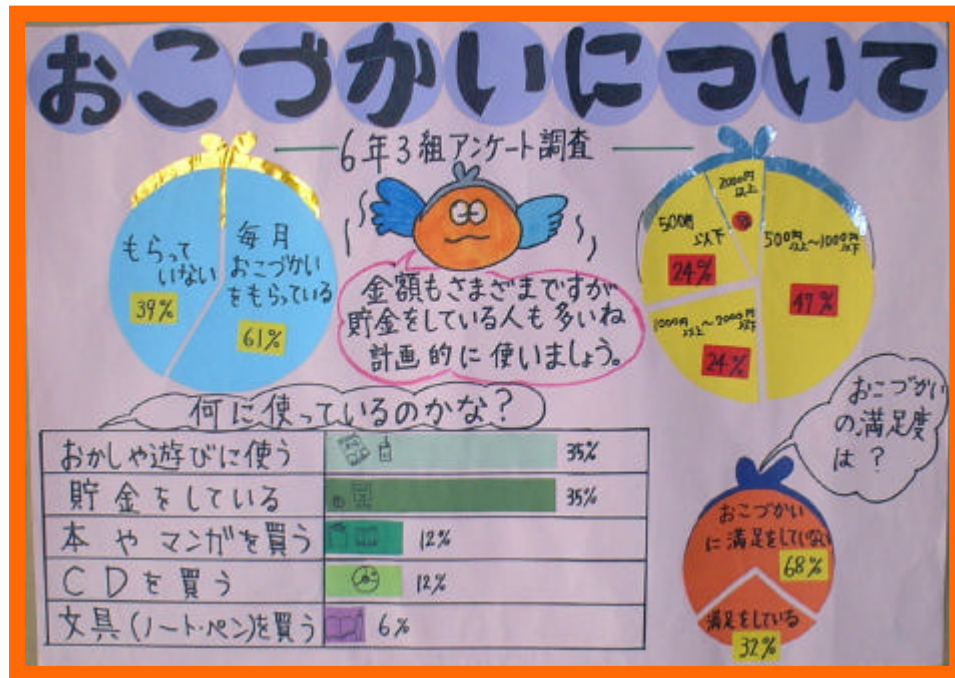 おこづかいについて
6年3組アンケート調査
もらって
いない
39%
毎月
おこづかい
をもらっている
61%
金額もさまざまですが
貯金をしている人も多いね
計画的に使いましょう。
2000円
以上
500円
以下
24%
500円以上~1000円以下
47%
1000円以上~2000円以下
24%
何に使っているのかな?
おかしや遊びに使う 35%
貯金をしている 35%
本やマンガを買う 12%
CDを買う 12%
文具(ノート・ペン)を買う 6%
おこづかい
の満足度
は?
おこづかい
に満足をしていない
68%
満足をしている
32%